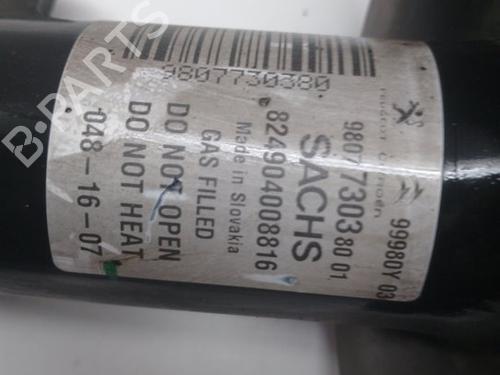 9807730380
Peugeot Citroën
9807730380 01 99980Y 03
SACHS
824904008816
Made in Slovakia
GAS FILLED
DO NOT OPEN
DO NOT HEAT
048-16-07
B-PARTS